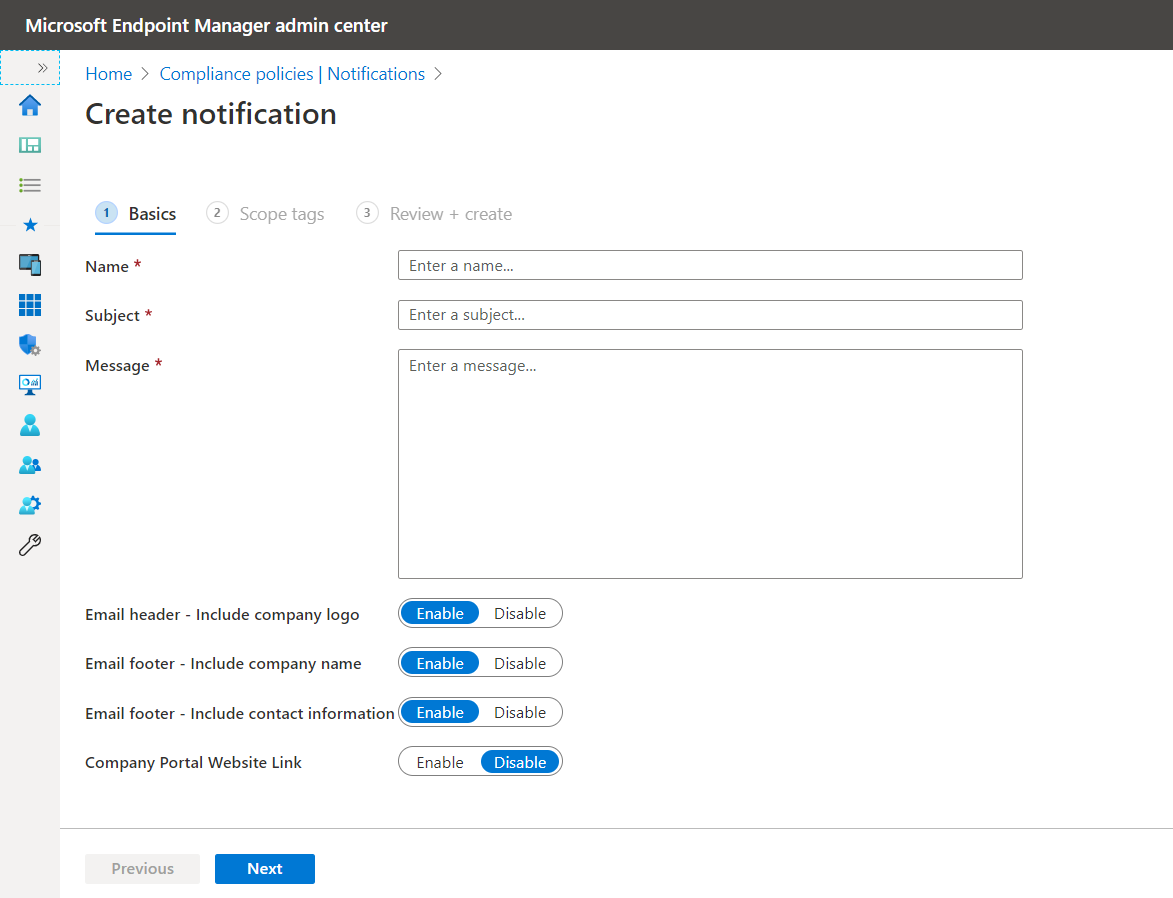 Microsoft Endpoint Manager admin center
Home > Compliance policies | Notifications >
Create notification
1 Basics 2 Scope tags 3 Review + create
Name * Enter a name...
Subject * Enter a subject...
Message * Enter a message...
Email header - Include company logo Enable Disable
Email footer - Include company name Enable Disable
Email footer - Include contact information Enable Disable
Company Portal Website Link Enable Disable
Previous Next